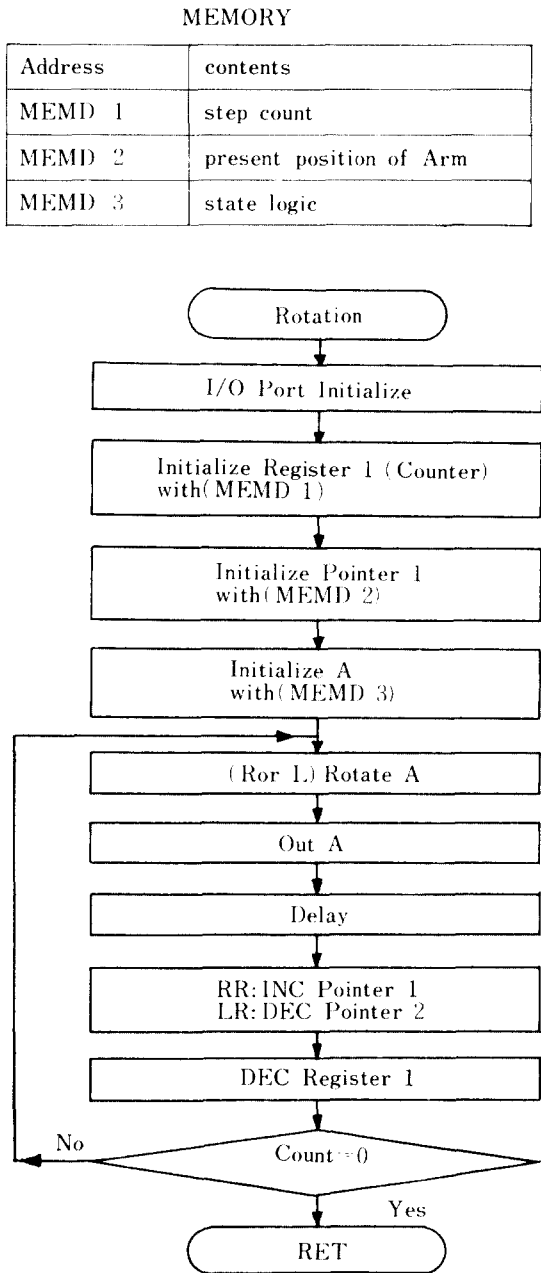 MEMORY
Address contents
MEMD 1 step count
MEMD 2 present position of Arm
MEMD 3 state logic
Rotation
I/O Port Initialize
Initialize Register 1 (Counter)
with(MEMD 1)
Initialize Pointer 1
with(MEMD 2)
Initialize A
with(MEMD 3)
(Ror L) Rotate A
Out A
Delay
RR:INC Pointer 1
LR:DEC Pointer 2
DEC Register 1
No
Count=0
Yes
RET